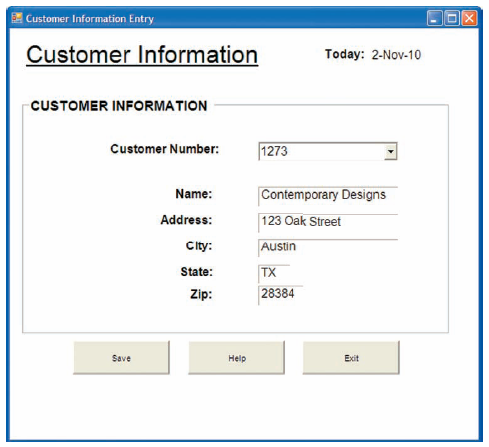 Customer Information Entry
Customer Information Today: 2-Nov-10
CUSTOMER INFORMATION
Customer Number: 1273
Name: Contemporary Designs
Address: 123 Oak Street
City: Austin
State: TX
Zip: 28384
Save Help Exit